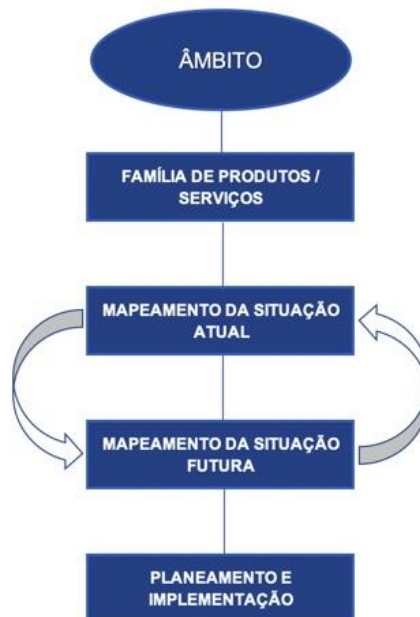 ÂMBITO
FAMÍLIA DE PRODUTOS /
SERVIÇOS
MAPEAMENTO DA SITUAÇÃO
ATUAL
MAPEAMENTO DA SITUAÇÃO
FUTURA
PLANEAMENTO E
IMPLEMENTAÇÃO